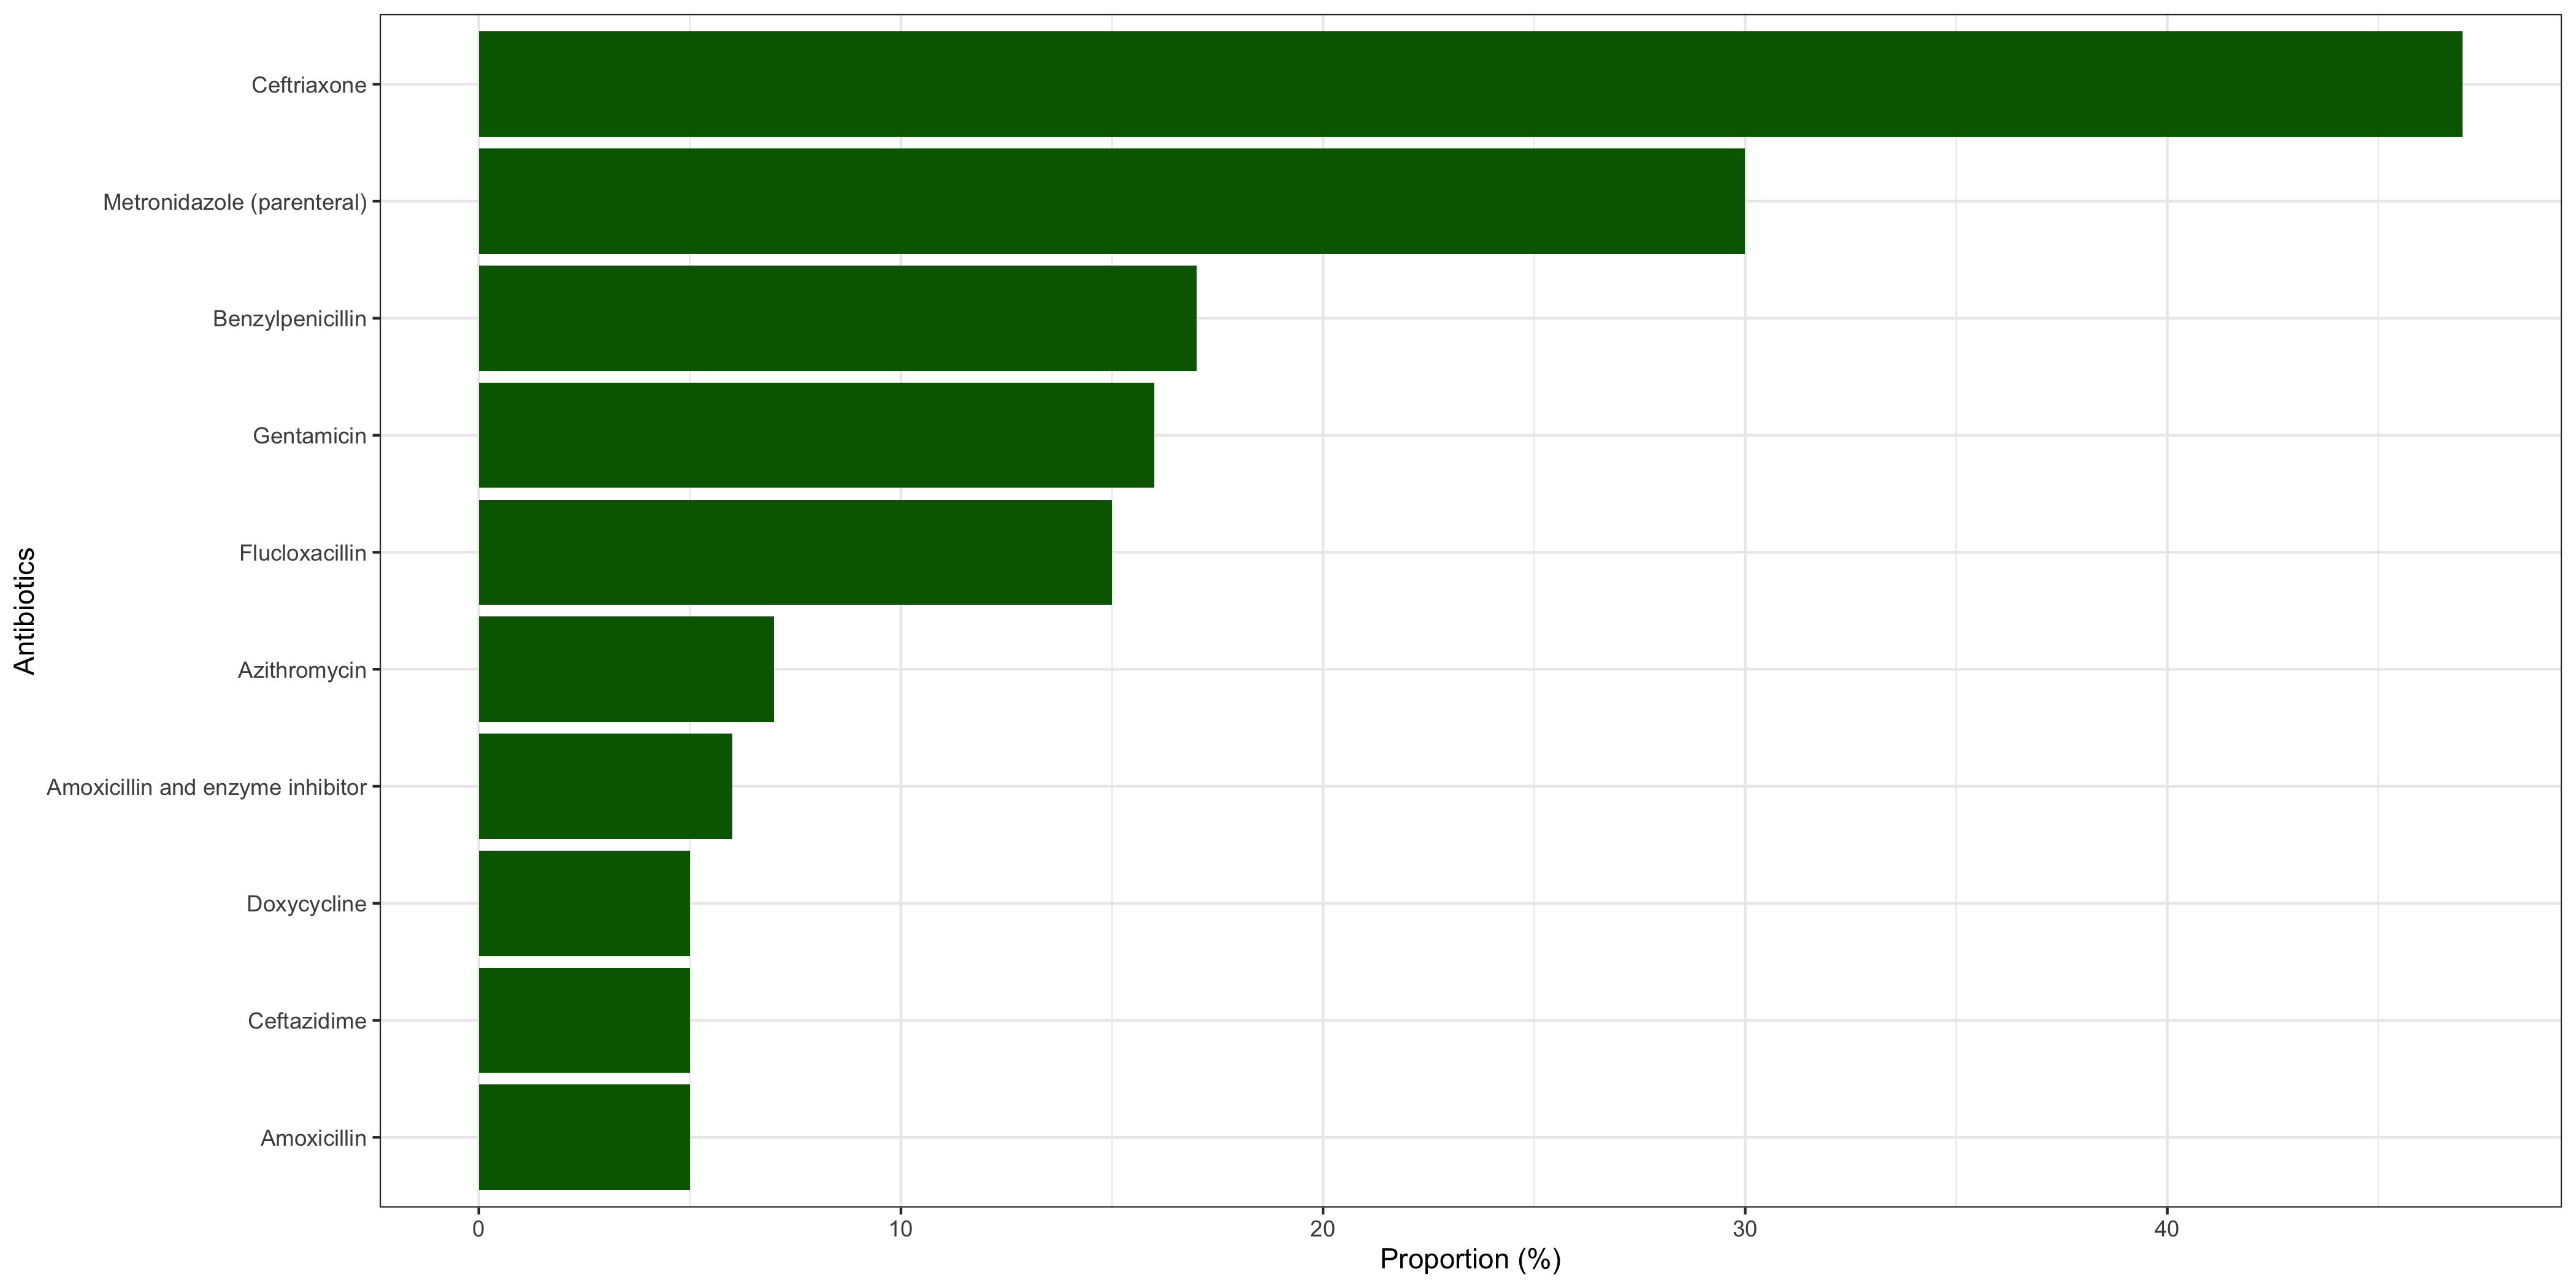 Antibiotics
Ceftriaxone
Metronidazole (parenteral)
Benzylpenicillin
Gentamicin
Flucloxacillin
Azithromycin
Amoxicillin and enzyme inhibitor
Doxycycline
Ceftazidime
Amoxicillin
0 10 20 30 40
Proportion (%)